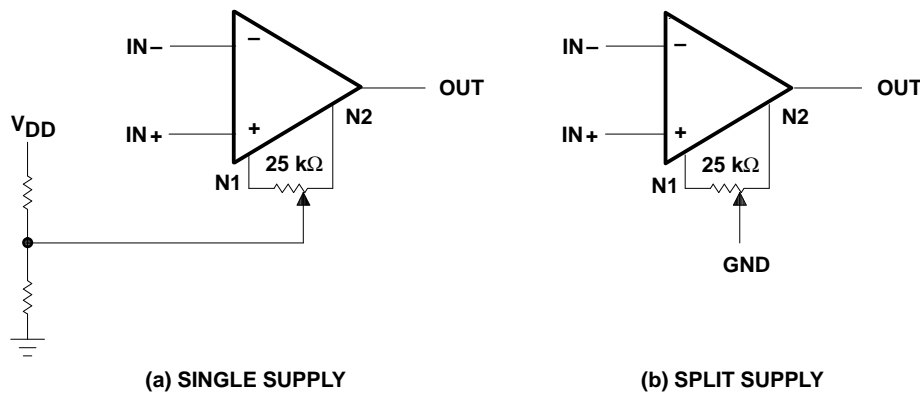 IN−
−
OUT
VDD
IN+
+
N2
25 kΩ
N1
(a) SINGLE SUPPLY
IN-
−
OUT
IN+
+
N2
25 kΩ
N1
GND
(b) SPLIT SUPPLY